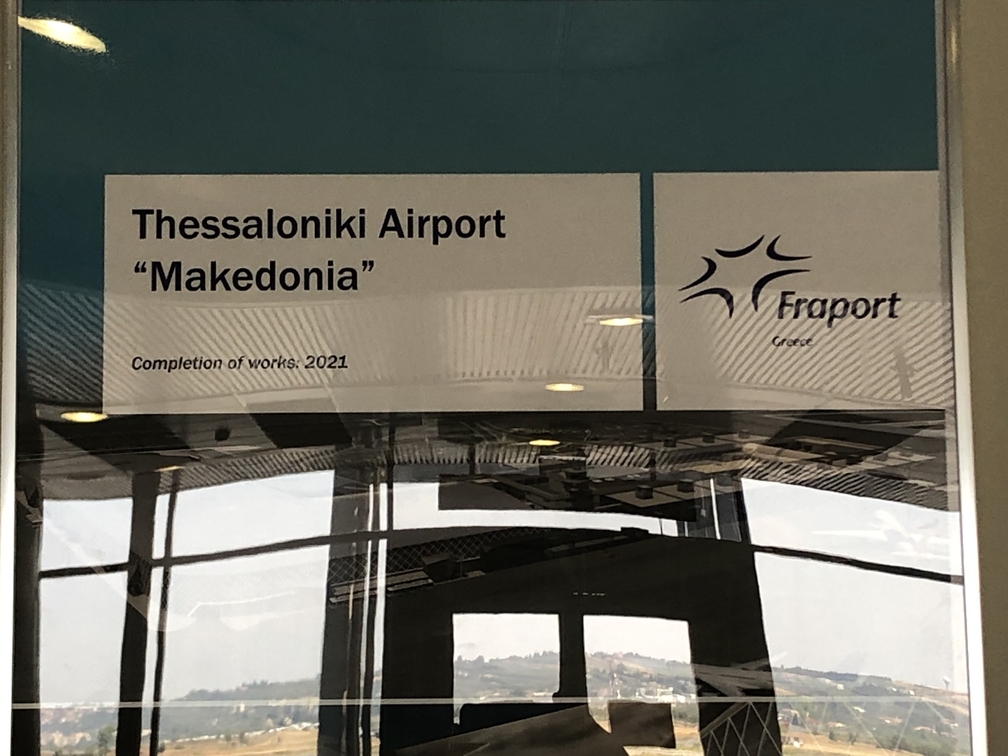 Thessaloniki Airport
“Makedonia”
Completion of works: 2021
Fraport
Greece